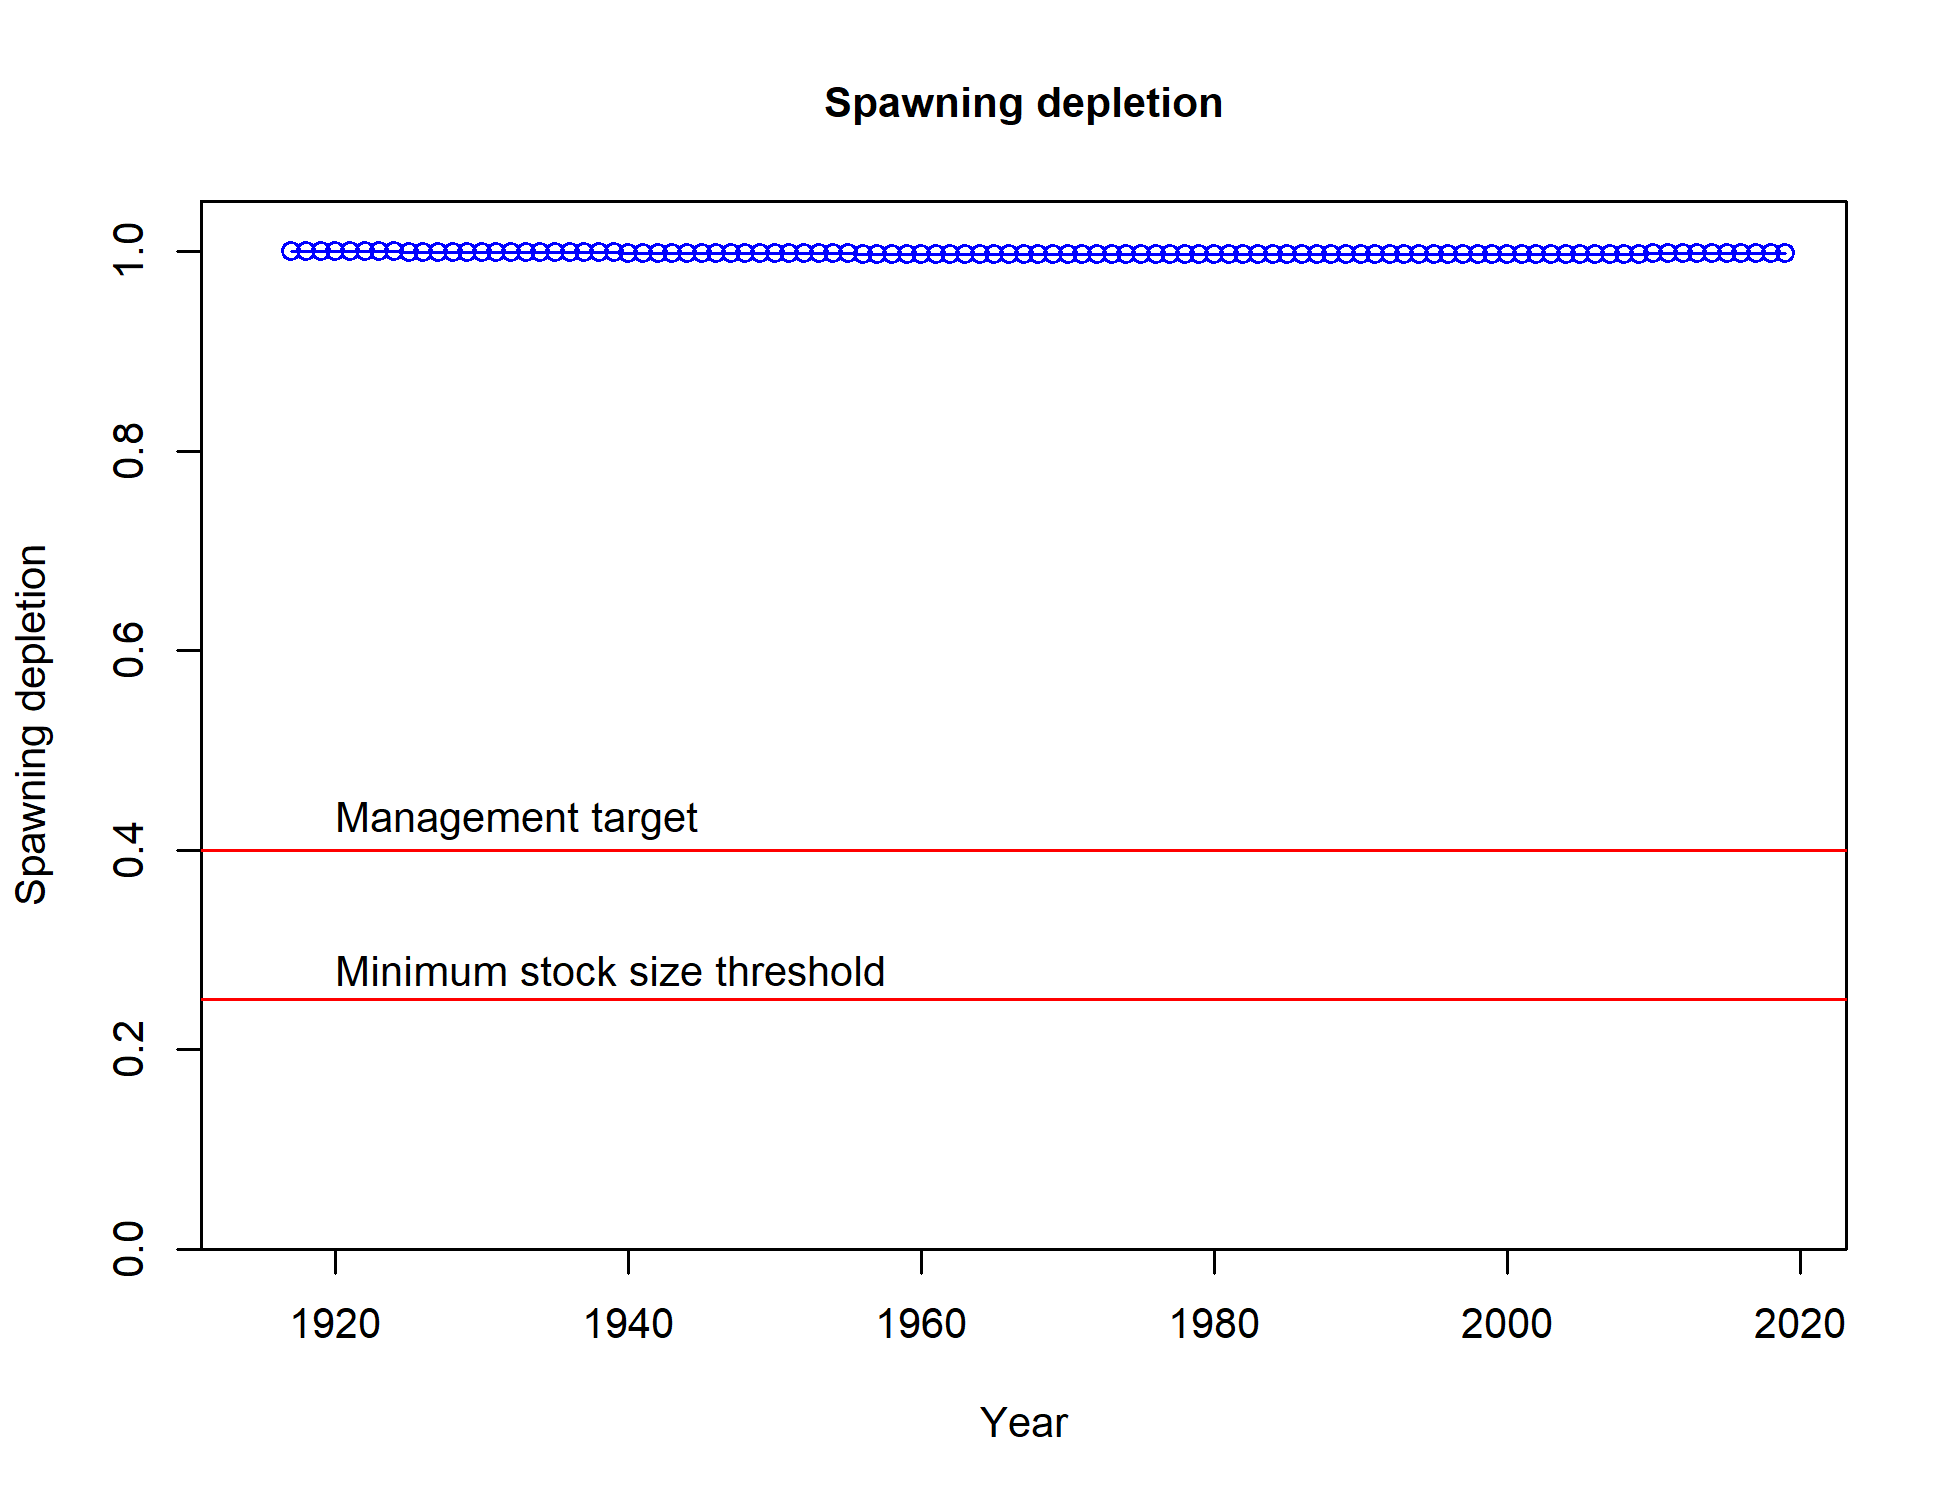 Spawning depletion
Spawning depletion
1.0
0.8
0.6
0.4
0.2
0.0
Management target
Minimum stock size threshold
1920 1940 1960 1980 2000 2020
Year